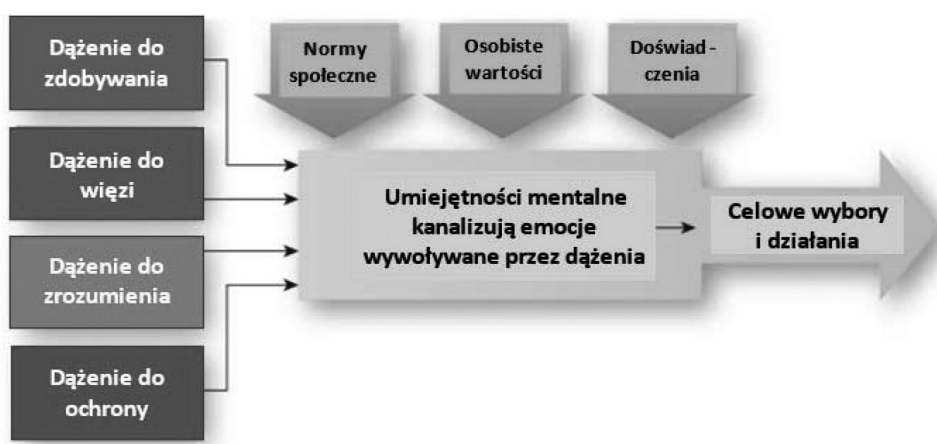 Dążenie do
zdobywania
Dążenie do
więzi
Dążenie do
zrozumienia
Dążenie do
ochrony
Normy
społeczne
Osobiste
wartości
Doświad -
czenia
Umiejętności mentalne
kanalizują emocje
wywoływane przez dążenia
Celowe wybory
i działania